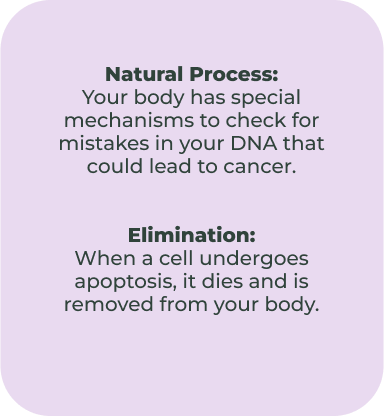 Natural Process:
Your body has special
mechanisms to check for
mistakes in your DNA that
could lead to cancer.
Elimination:
When a cell undergoes
apoptosis, it dies and is
removed from your body.